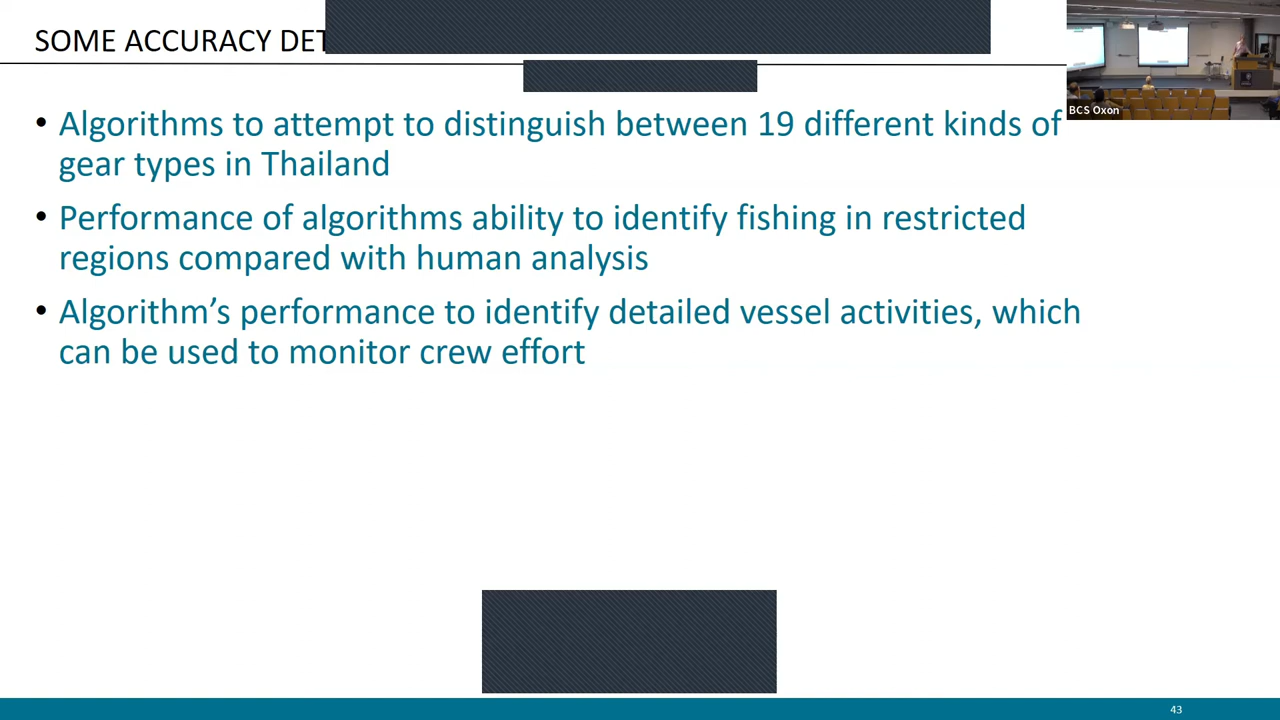 SOME ACCURACY
• Algorithms to attempt to distinguish between 19 different kinds of
gear types in Thailand
• Performance of algorithms ability to identify fishing in restricted
regions compared with human analysis
• Algorithm’s performance to identify detailed vessel activities, which
can be used to monitor crew effort
BCS Oxon
43